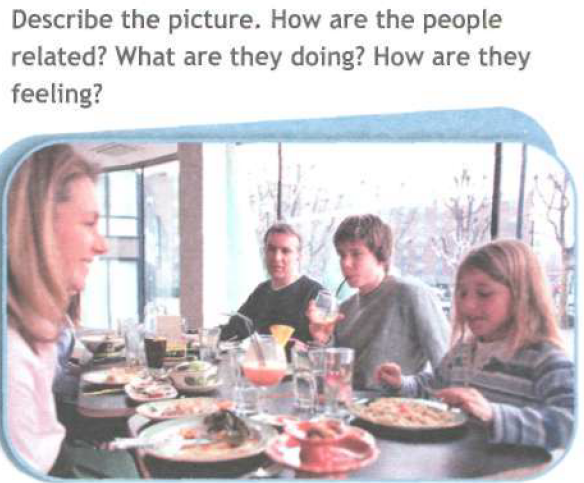 Describe the picture. How are the people
related? What are they doing? How are they
feeling?